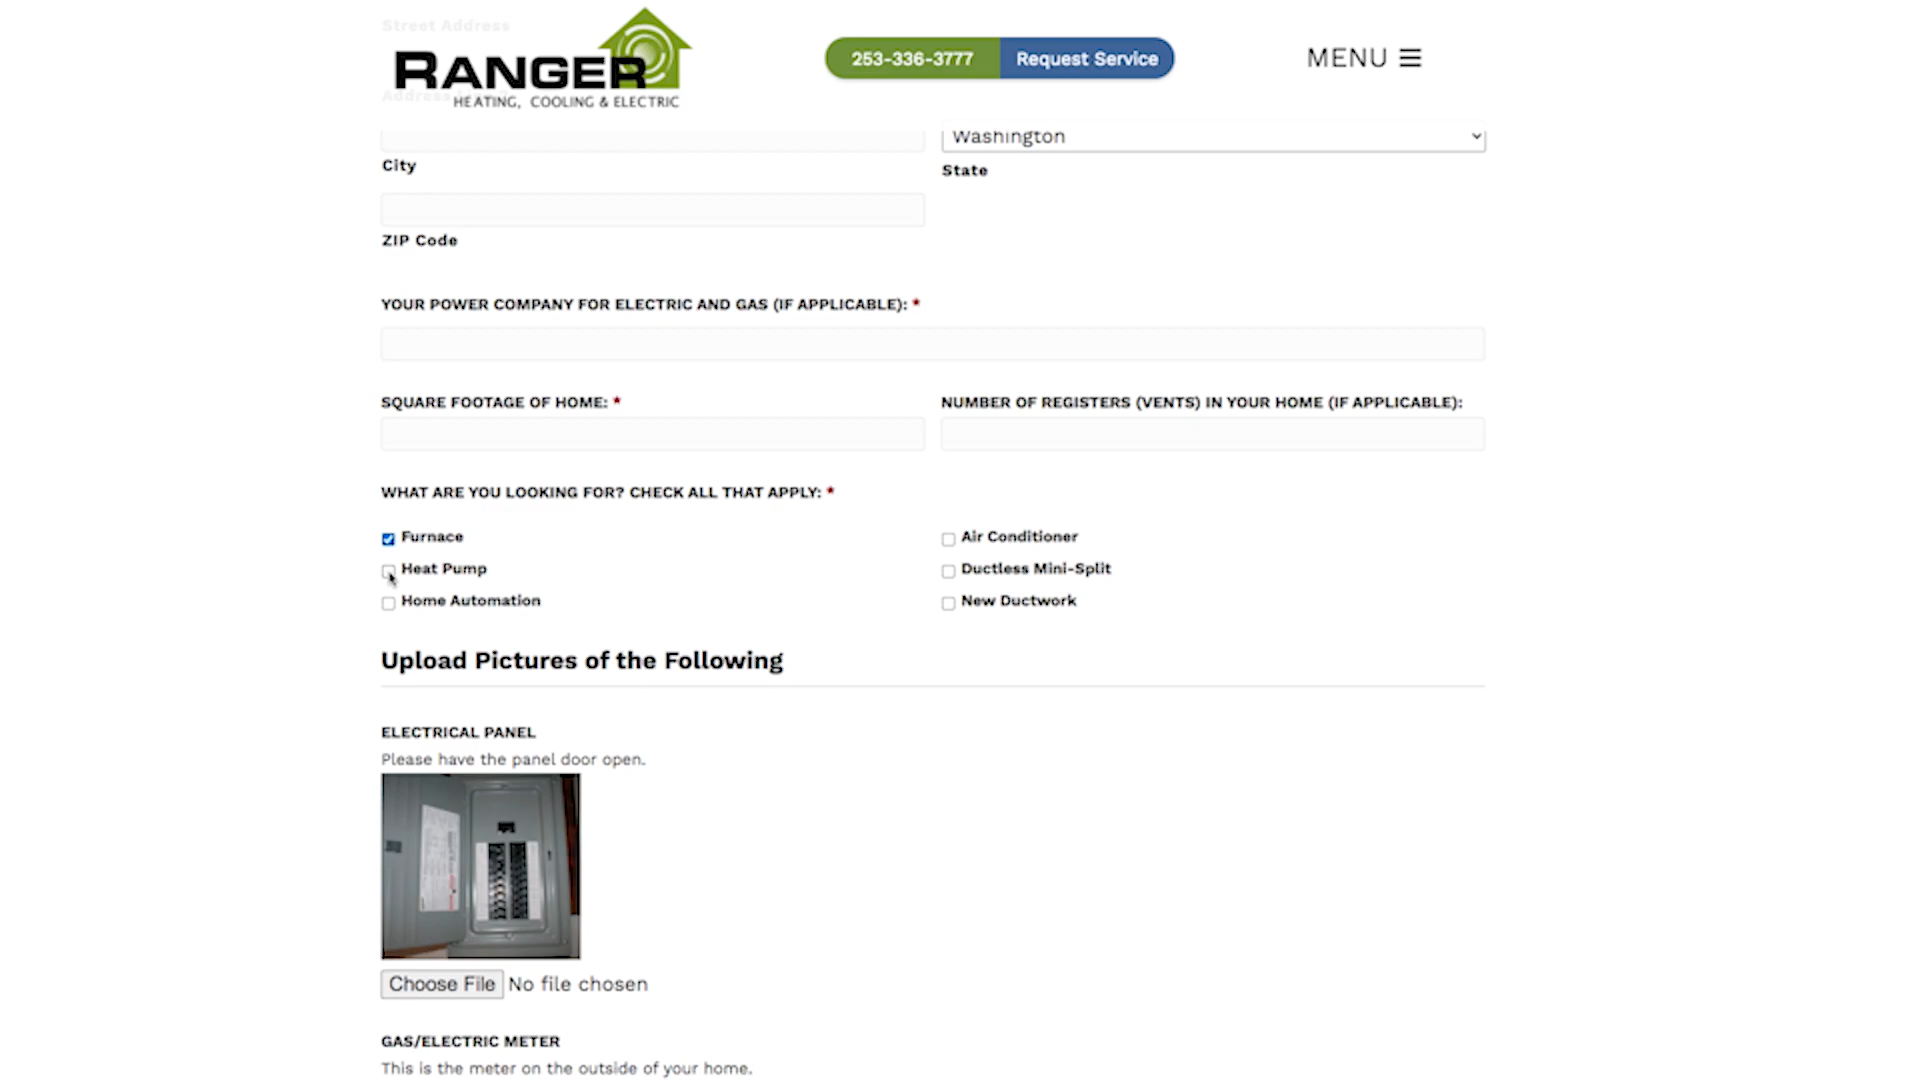 Street Address
RANGER
HEATING, COOLING & ELECTRIC
253-336-3777
Request Service
MENU
Address
Washington
City
State
ZIP Code
YOUR POWER COMPANY FOR ELECTRIC AND GAS (IF APPLICABLE): *
SQUARE FOOTAGE OF HOME: *
NUMBER OF REGISTERS (VENTS) IN YOUR HOME (IF APPLICABLE):
WHAT ARE YOU LOOKING FOR? CHECK ALL THAT APPLY: *
Furnace
Air Conditioner
Heat Pump
Ductless Mini-Split
Home Automation
New Ductwork
Upload Pictures of the Following
ELECTRICAL PANEL
Please have the panel door open.
Choose File No file chosen
GAS/ELECTRIC METER
This is the meter on the outside of your home.